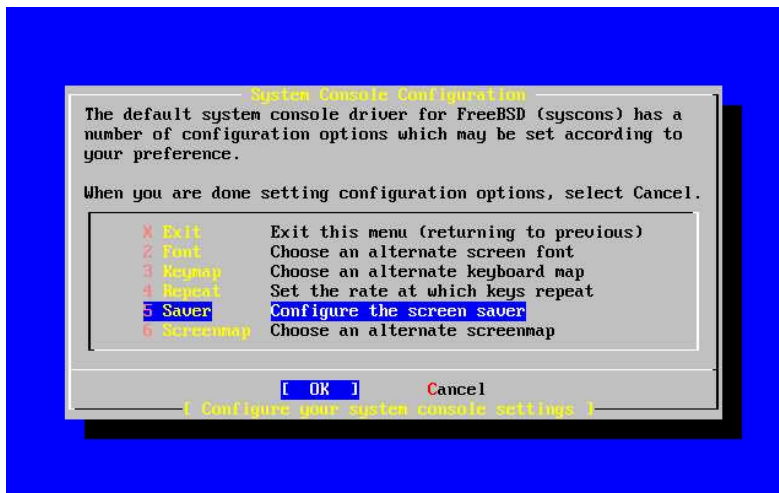 System Console Configuration
The default system console driver for FreeBSD (syscons) has a
number of configuration options which may be set according to
your preference.
When you are done setting configuration options, select Cancel.
X Exit Exit this menu (returning to previous)
2 Font Choose an alternate screen font
3 Keymap Choose an alternate keyboard map
4 Repeat Set the rate at which keys repeat
5 Saver Configure the screen saver
6 Screenmap Choose an alternate screenmap
[ OK ] Cancel
[ Configure your system console settings ]